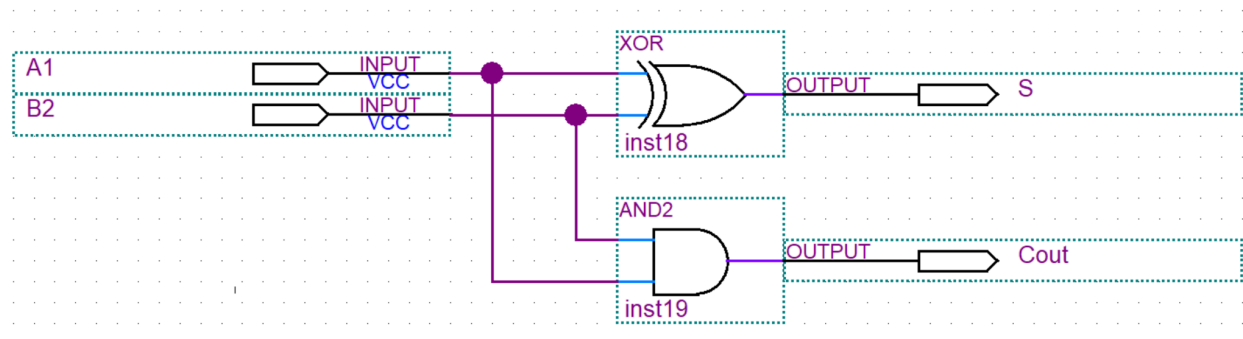 XOR
A1 INPUT VCC OUTPUT S
B2 INPUT VCC
inst18
AND2
OUTPUT Cout
inst19